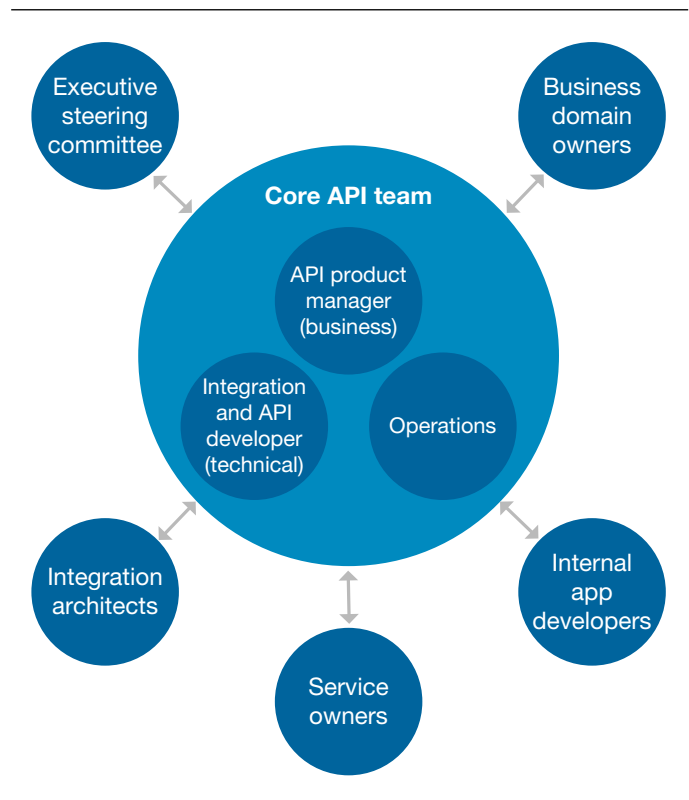 Executive
steering
committee
Business
domain
owners
Core API team
API product
manager
(business)
Integration
and API
developer
(technical)
Operations
Integration
architects
Internal
app
developers
Service
owners